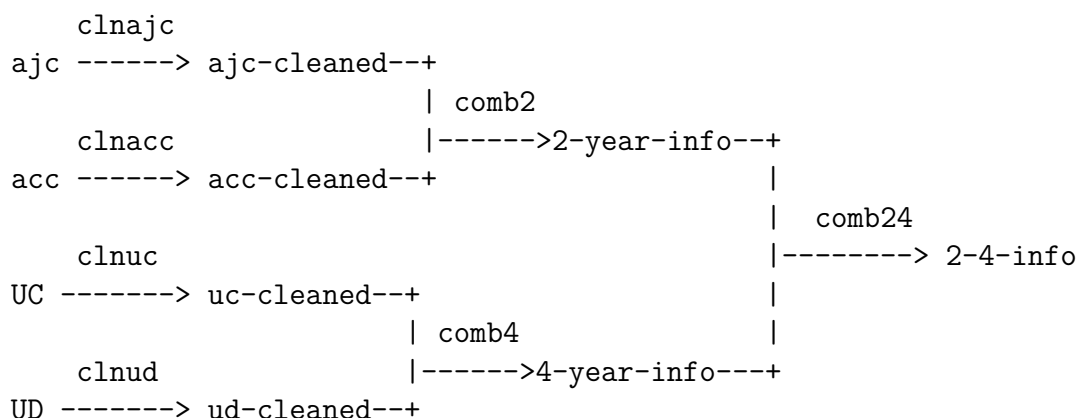 clnajc
ajc ------> ajc-cleaned--+
                         | comb2
    clnacc               |------>2-year-info--+
acc ------> acc-cleaned--+                    |
                                              |  comb24
    clnuc                                     |--------> 2-4-info
UC -------> uc-cleaned--+                     |
                        | comb4               |
    clnud               |------>4-year-info---+
UD -------> ud-cleaned--+